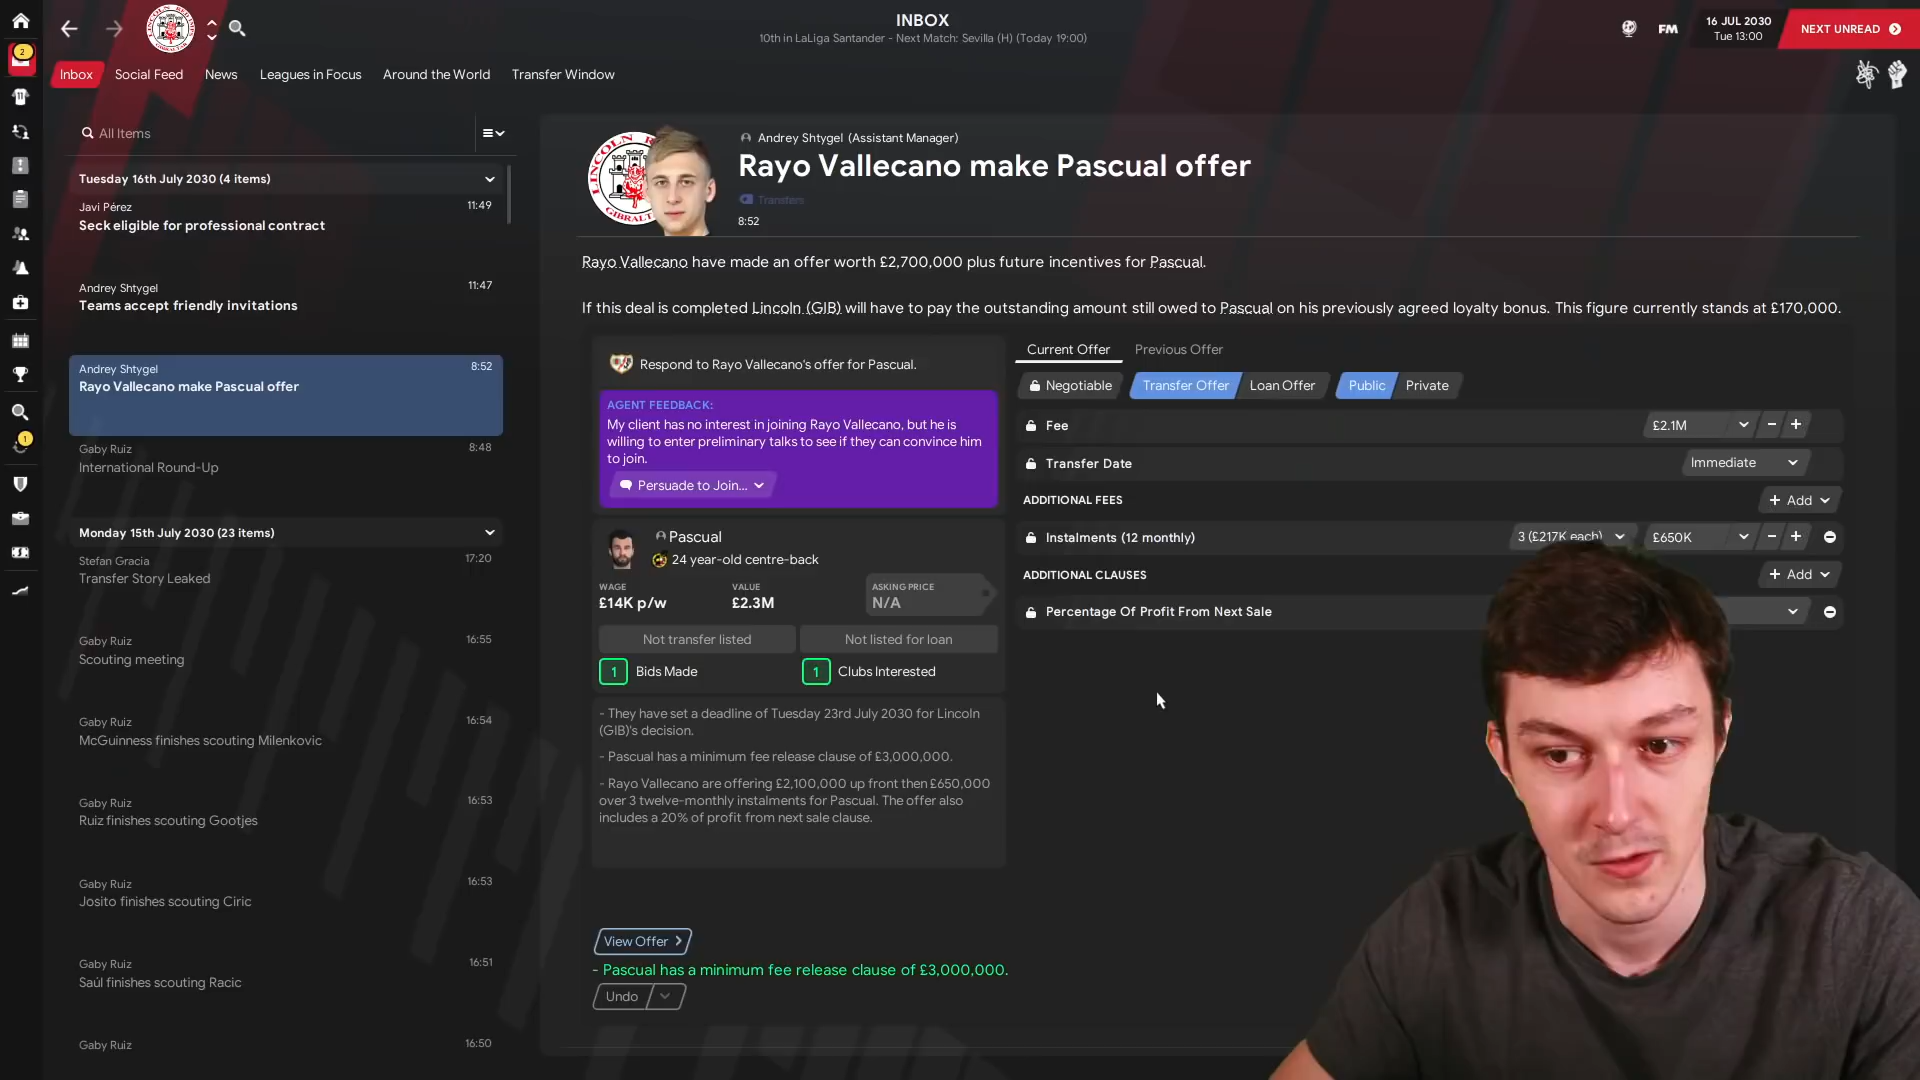 INBOX
10th in LaLiga Santander - Next Match: Sevilla (H) (Today 19:00)
FM
16 JUL 2030
Tue 13:00
NEXT UNREAD
2
Inbox
Social Feed
News
Leagues in Focus
Around the World
Transfer Window
All Items
Tuesday 16th July 2030 (4 items)
Javi Pérez
11:49
Seck eligible for professional contract
Andrey Shtygel
11:47
Teams accept friendly invitations
Andrey Shtygel
8:52
Rayo Vallecano make Pascual offer
1
Gaby Ruiz
8:48
International Round-Up
Monday 15th July 2030 (23 items)
Stefan Gracia
17:20
Transfer Story Leaked
Gaby Ruiz
16:55
Scouting meeting
Gaby Ruiz
16:54
McGuinness finishes scouting Milenkovic
Gaby Ruiz
16:53
Ruiz finishes scouting Gootjes
Gaby Ruiz
16:53
Josito finishes scouting Ciric
Gaby Ruiz
16:51
Saúl finishes scouting Racic
Gaby Ruiz
16:50
Andrey Shtygel (Assistant Manager)
Rayo Vallecano make Pascual offer
Transfers
8:52
Rayo Vallecano have made an offer worth £2,700,000 plus future incentives for Pascual.
If this deal is completed Lincoln (GIB) will have to pay the outstanding amount still owed to Pascual on his previously agreed loyalty bonus. This figure currently stands at £170,000.
Respond to Rayo Vallecano's offer for Pascual.
AGENT FEEDBACK:
My client has no interest in joining Rayo Vallecano, but he is
willing to enter preliminary talks to see if they can convince him
to join.
Persuade to Join...
Pascual
24 year-old centre-back
WAGE
£14K p/w
VALUE
£2.3M
ASKING PRICE
N/A
Not transfer listed
Not listed for loan
1 Bids Made
1 Clubs Interested
- They have set a deadline of Tuesday 23rd July 2030 for Lincoln
(GIB)'s decision.
- Pascual has a minimum fee release clause of £3,000,000.
- Rayo Vallecano are offering £2,100,000 up front then £650,000
over 3 twelve-monthly instalments for Pascual. The offer also
includes a 20% of profit from next sale clause.
View Offer
- Pascual has a minimum fee release clause of £3,000,000.
Undo
Current Offer
Previous Offer
Negotiable
Transfer Offer
Loan Offer
Public
Private
Fee
£2.1M
Transfer Date
Immediate
ADDITIONAL FEES
Add
Instalments (12 monthly)
3 (£217K each)
£650K
ADDITIONAL CLAUSES
Add
Percentage Of Profit From Next Sale